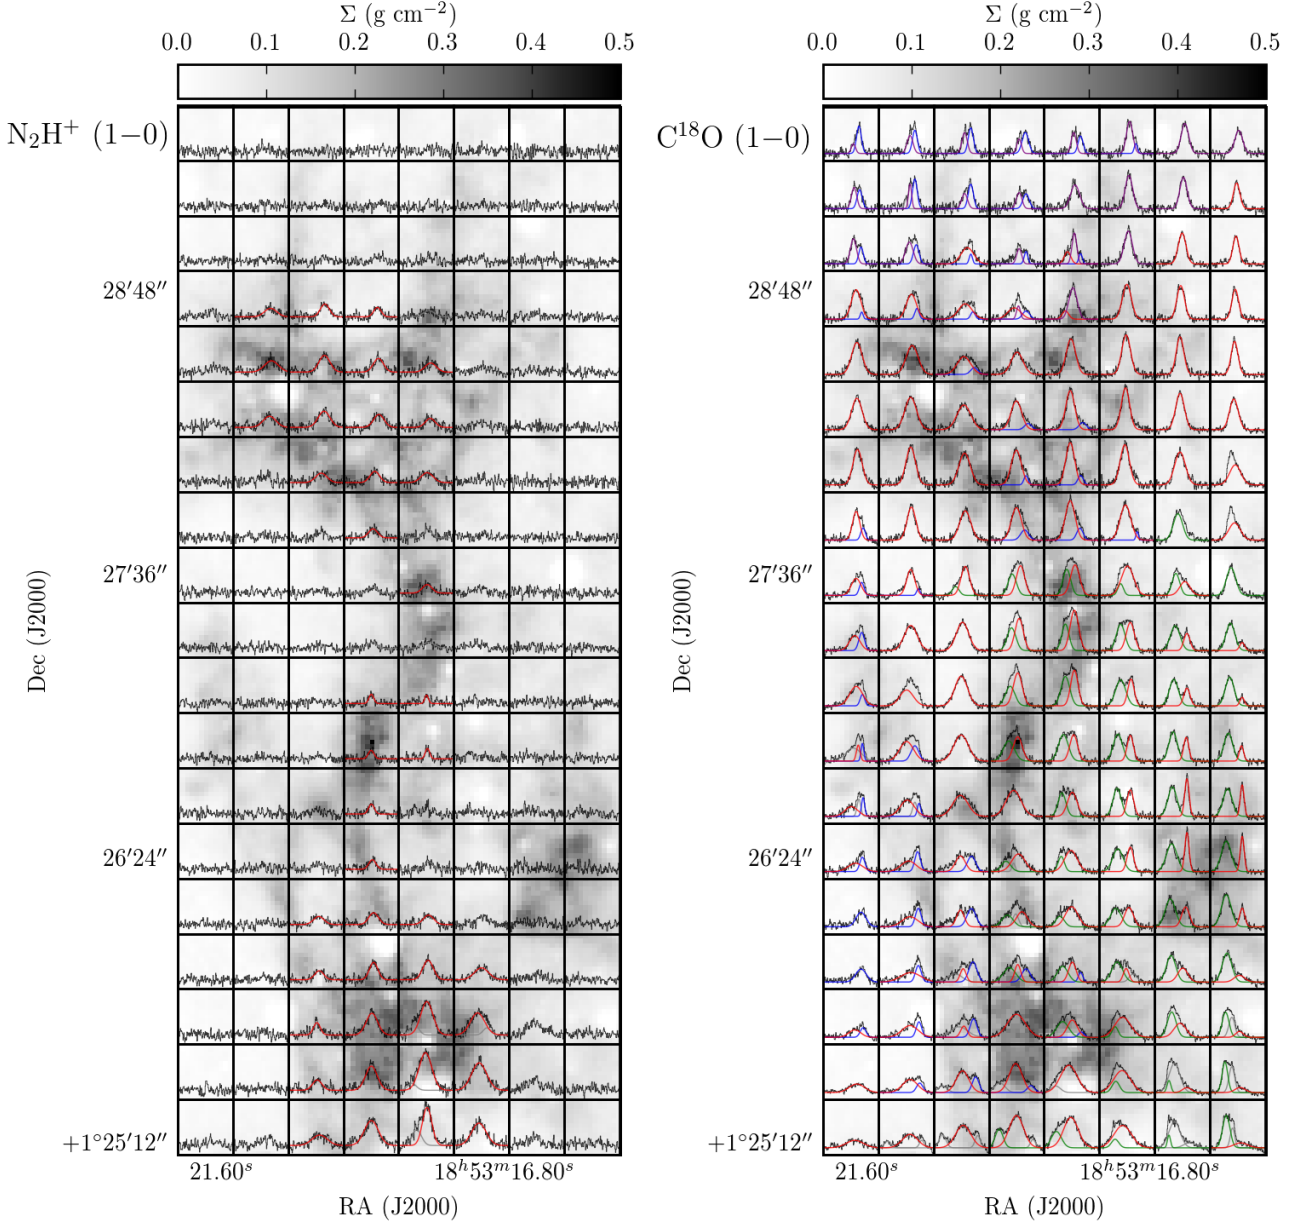 Σ (g cm⁻²)
0.0 0.1 0.2 0.3 0.4 0.5
N₂H⁺ (1−0)
28′48″
27′36″
26′24″
+1°25′12″
Dec (J2000)
21.60ˢ 18ʰ53ᵐ16.80ˢ
RA (J2000)
Σ (g cm⁻²)
0.0 0.1 0.2 0.3 0.4 0.5
C¹⁸O (1−0)
28′48″
27′36″
26′24″
+1°25′12″
Dec (J2000)
21.60ˢ 18ʰ53ᵐ16.80ˢ
RA (J2000)